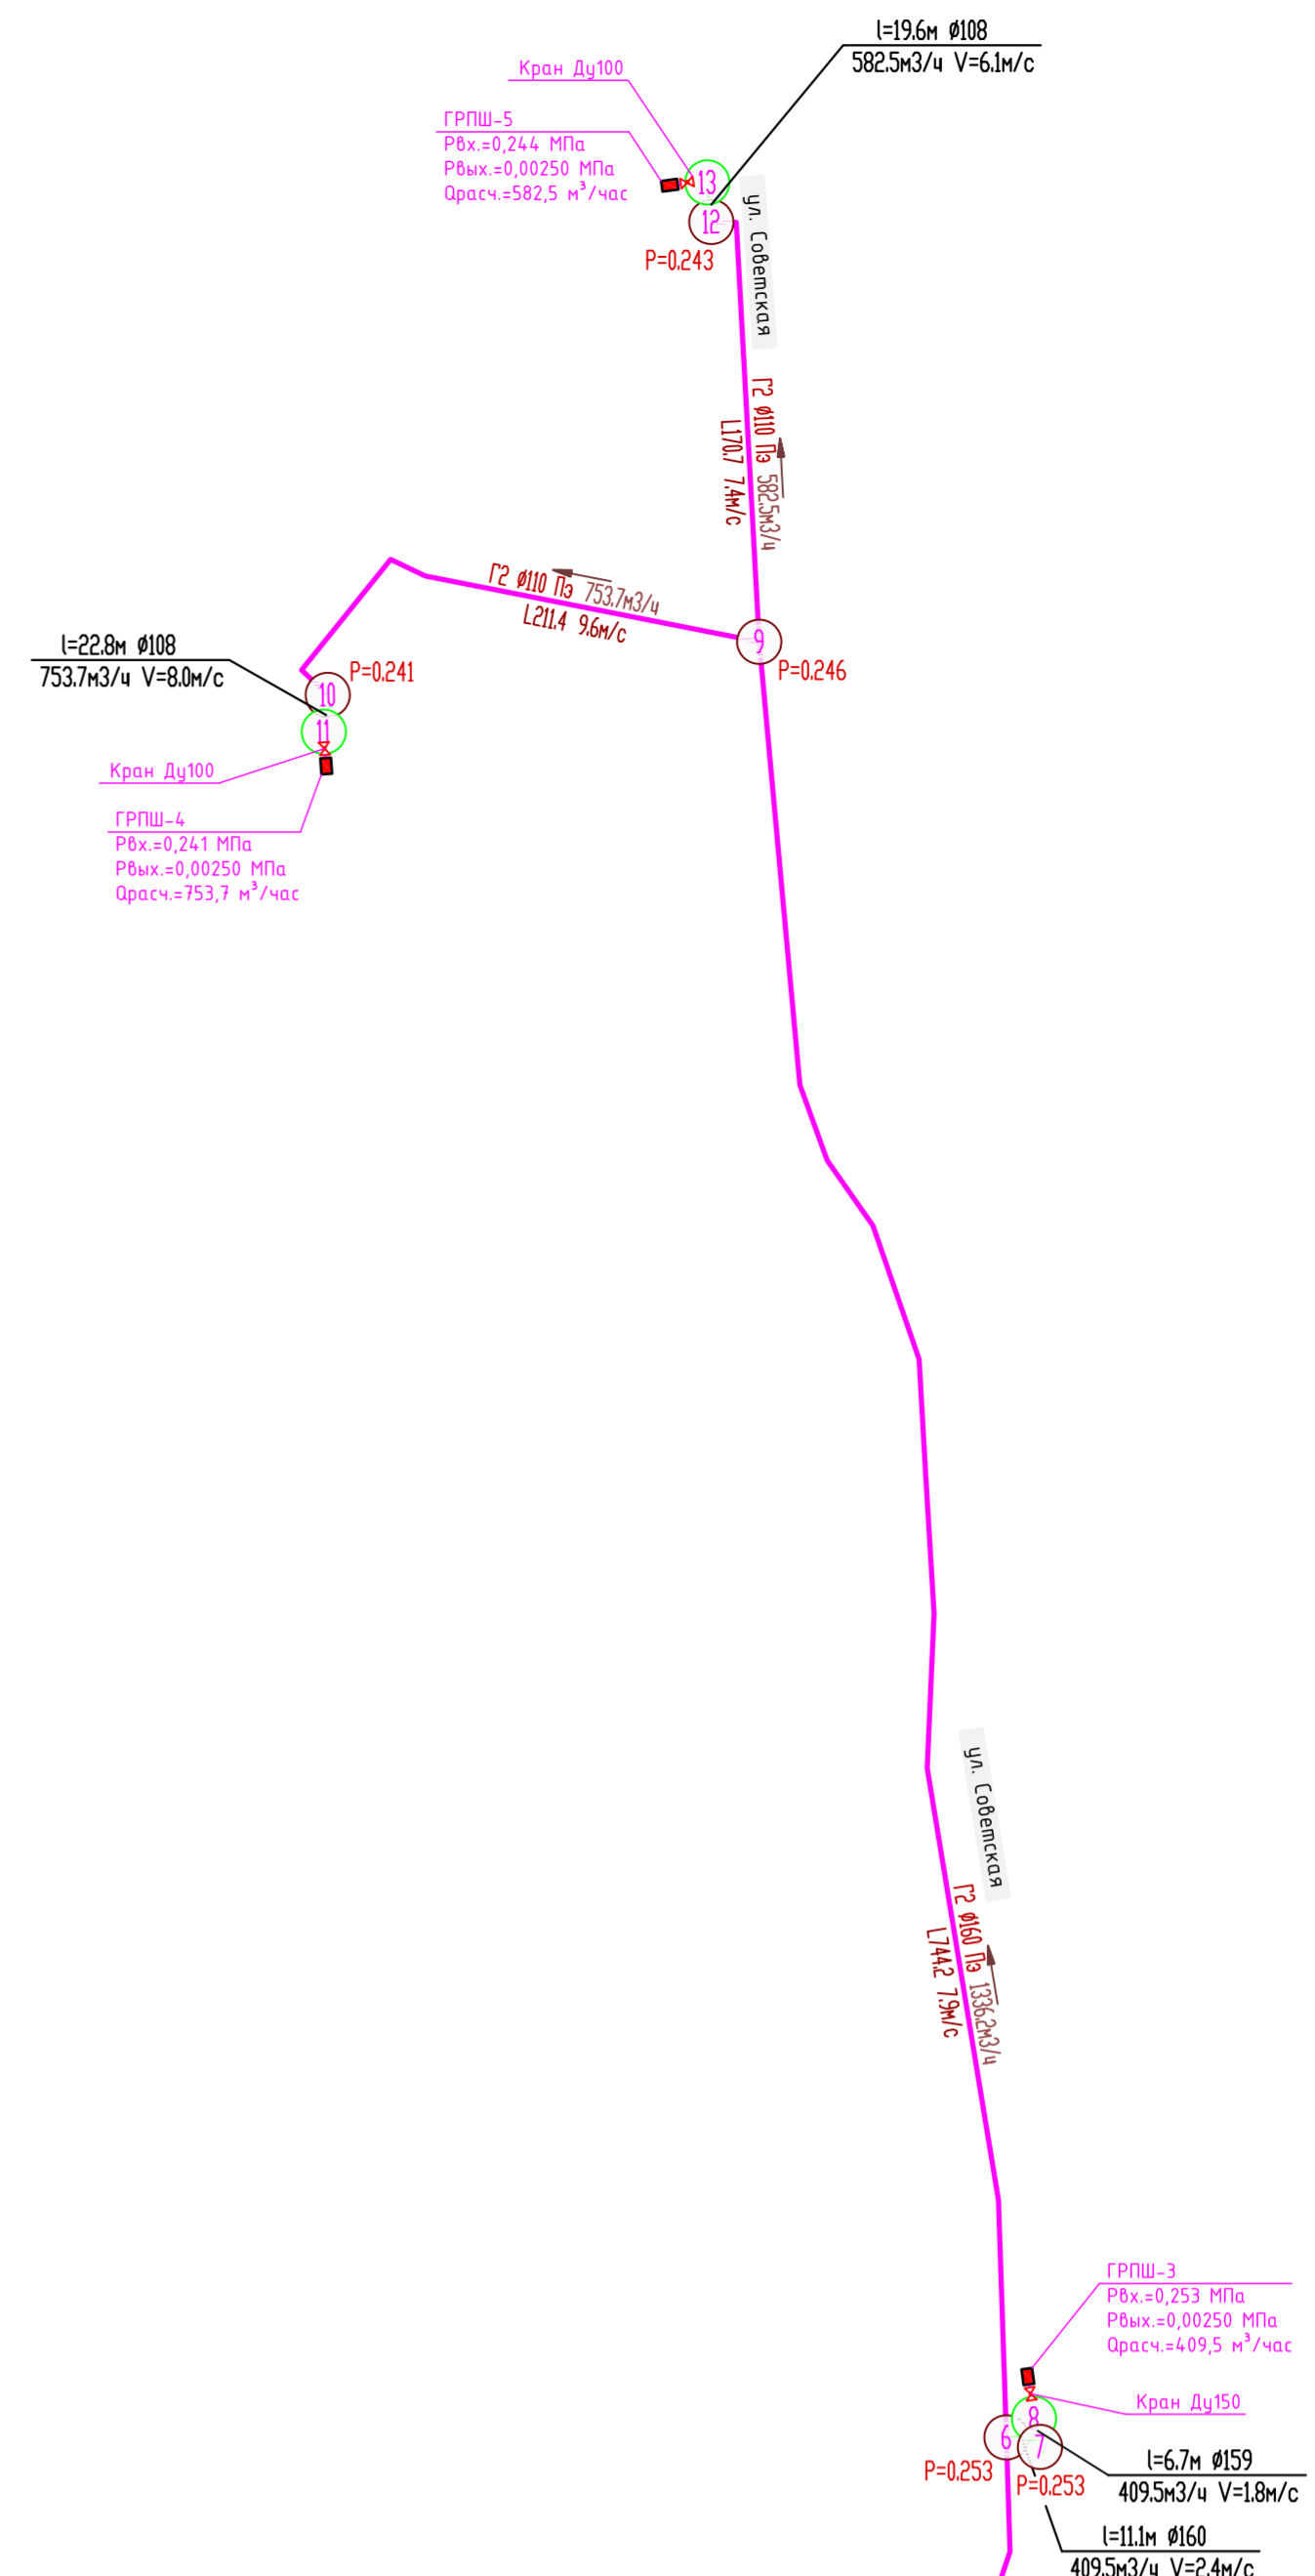 l=19.6м Ø108
582.5м3/ч V=6.1м/с
Кран Ду100
ГРПШ-5
Рвх.=0,244 МПа
Рвых.=0,00250 МПа
Qрасч.=582,5 м³/час
13
12
P=0.243
ул. Советская
Г2 Ø110 Пэ 582.5м3/ч
L170.7 7.4м/с
Г2 Ø110 Пэ 753.7м3/ч
L211.4 9.6м/с
9
P=0.246
l=22.8м Ø108
753.7м3/ч V=8.0м/с
P=0.241
10
11
Кран Ду100
ГРПШ-4
Рвх.=0,241 МПа
Рвых.=0,00250 МПа
Qрасч.=753,7 м³/час
ул. Советская
Г2 Ø160 Пэ 1336.2м3/ч
L744.2 7.9м/с
ГРПШ-3
Рвх.=0,253 МПа
Рвых.=0,00250 МПа
Qрасч.=409,5 м³/час
Кран Ду150
8
6
7
P=0.253
P=0.253
l=6.7м Ø159
409.5м3/ч V=1.8м/с
l=11.1м Ø160
409.5м3/ч V=2.4м/с